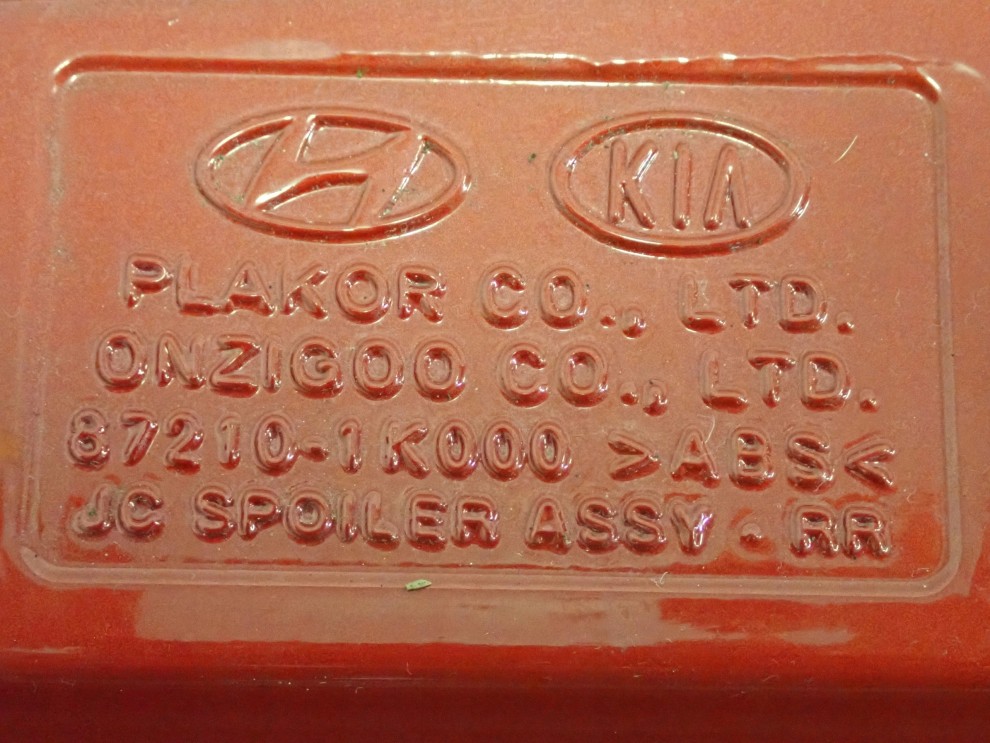 KIA
PLAKOR CO., LTD.
ONZIGOO CO., LTD.
87210-1K000 >ABS<
JC SPOILER ASSY - RR